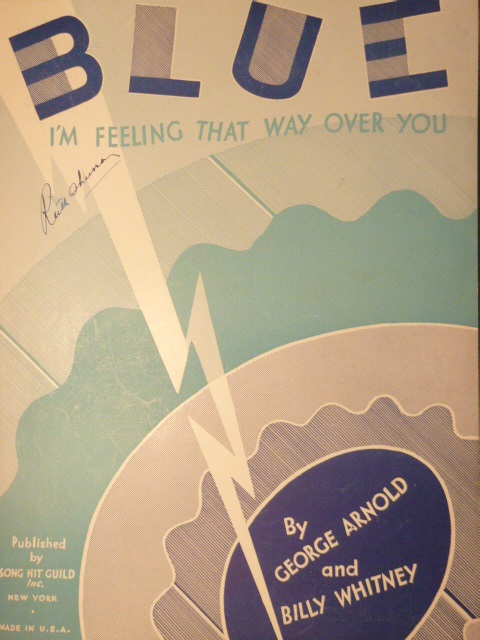 BLUE
I'M FEELING THAT WAY OVER YOU
By
GEORGE ARNOLD
and
BILLY WHITNEY
Published
by
SONG HIT GUILD
Inc.
NEW YORK
MADE IN U.S.A.